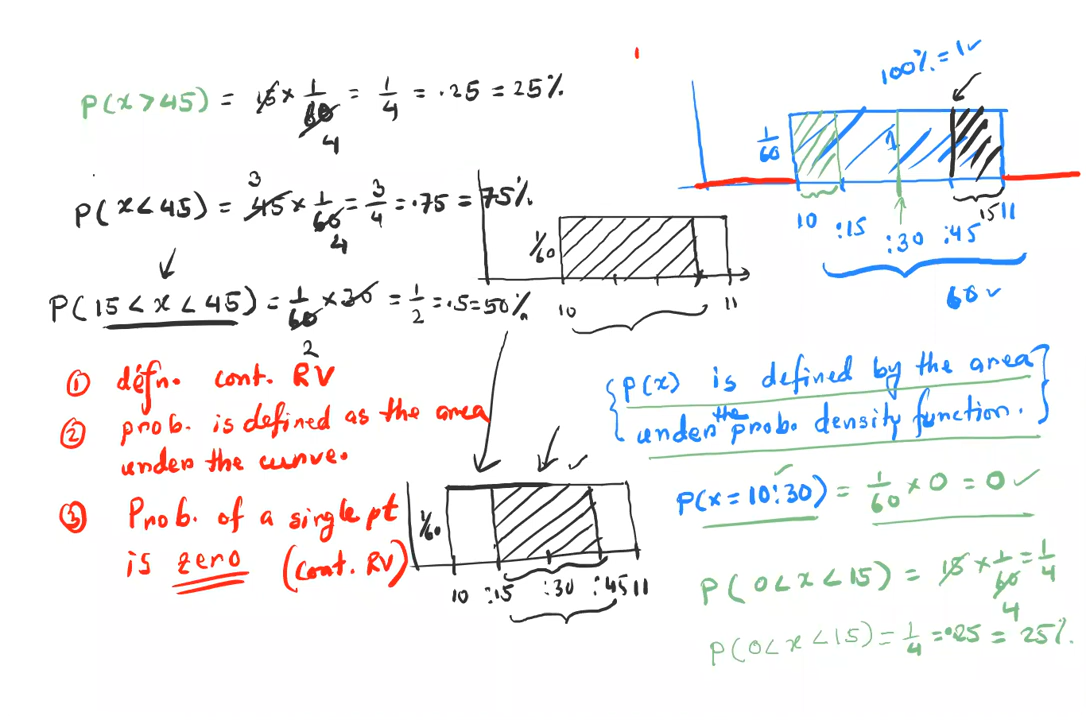 P(x>45) = 15 × 1/60 4 = 1/4 = .25 = 25%
P(x<45) = 3 45 × 1/60 4 = 3/4 = .75 = 75%.
P(15 < x < 45) = 1/60 2 × 30 = 1/2 = .5 = 50%
① defn. cont. RV
② prob. is defined as the area
under the curve.
③ Prob. of a single pt
is zero (cont. RV)
1/60
10 11
1/60
10 :15 :30 :45 11
100% = 1 ✓
1/60
10 :15 :30 :45 15 11
60 ✓
{P(x) is defined by the area
under the prob. density function.}
P(x = 10:30) = 1/60 × 0 = 0 ✓
P(0 < x < 15) = 15 × 1/60 4 = 1/4
P(0 < x < 15) = 1/4 = .25 = 25%.